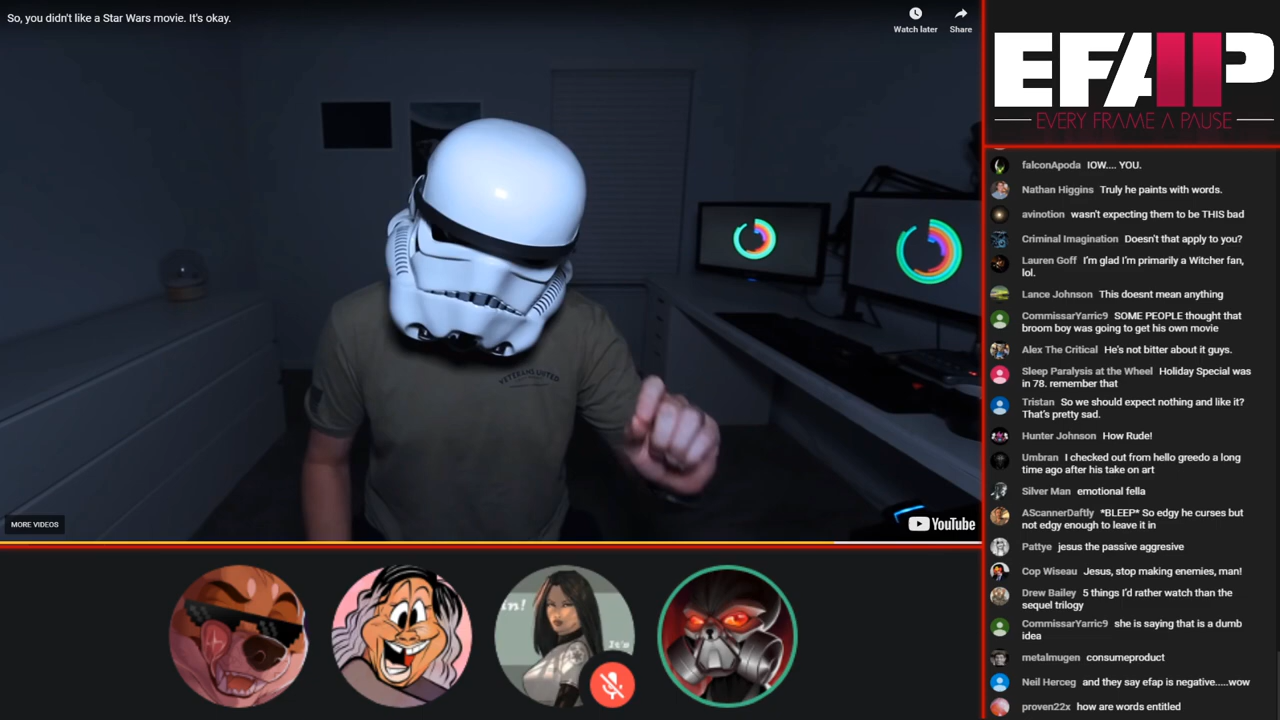 So, you didn't like a Star Wars movie. It's okay.
Watch later
Share
VETERANS LISTED
MORE VIDEOS
YouTube
in!
It's
EFAP
EVERY FRAME A PAUSE
falconApoda IOW.... YOU.
Nathan Higgins Truly he paints with words.
avinotion wasn't expecting them to be THIS bad
Criminal Imagination Doesn't that apply to you?
Lauren Goff I'm glad I'm primarily a Witcher fan,
lol.
Lance Johnson This doesnt mean anything
CommissarYarric9 SOME PEOPLE thought that
broom boy was going to get his own movie
Alex The Critical He's not bitter about it guys.
Sleep Paralysis at the Wheel Holiday Special was
in 78. remember that
Tristan So we should expect nothing and like it?
That's pretty sad.
Hunter Johnson How Rude!
Umbran I checked out from hello greedo a long
time ago after his take on art
Silver Man emotional fella
AScannerDaftly *BLEEP* So edgy he curses but
not edgy enough to leave it in
Pattye jesus the passive aggresive
Cop Wiseau Jesus, stop making enemies, man!
Drew Bailey 5 things I'd rather watch than the
sequel trilogy
CommissarYarric9 she is saying that is a dumb
idea
metalmugen consumeproduct
Neil Herceg and they say efap is negative.....wow
proven22x how are words entitled